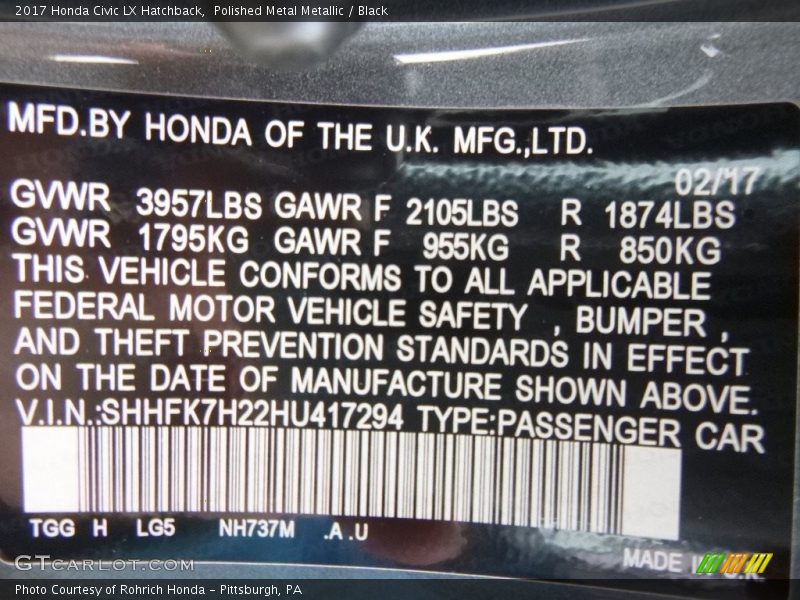 2017 Honda Civic LX Hatchback,  Polished Metal Metallic / Black
MFD.BY HONDA OF THE U.K. MFG.,LTD.
02/17
GVWR 3957LBS GAWR F 2105LBS R 1874LBS
GVWR 1795KG GAWR F 955KG R 850KG
THIS VEHICLE CONFORMS TO ALL APPLICABLE
FEDERAL MOTOR VEHICLE SAFETY , BUMPER ,
AND THEFT PREVENTION STANDARDS IN EFFECT
ON THE DATE OF MANUFACTURE SHOWN ABOVE.
V.I.N.:SHHFK7H22HU417294 TYPE:PASSENGER CAR
TGG H LG5 NH737M .A .U
MADE
GTCARLOT.COM
Photo Courtesy of Rohrich Honda - Pittsburgh, PA